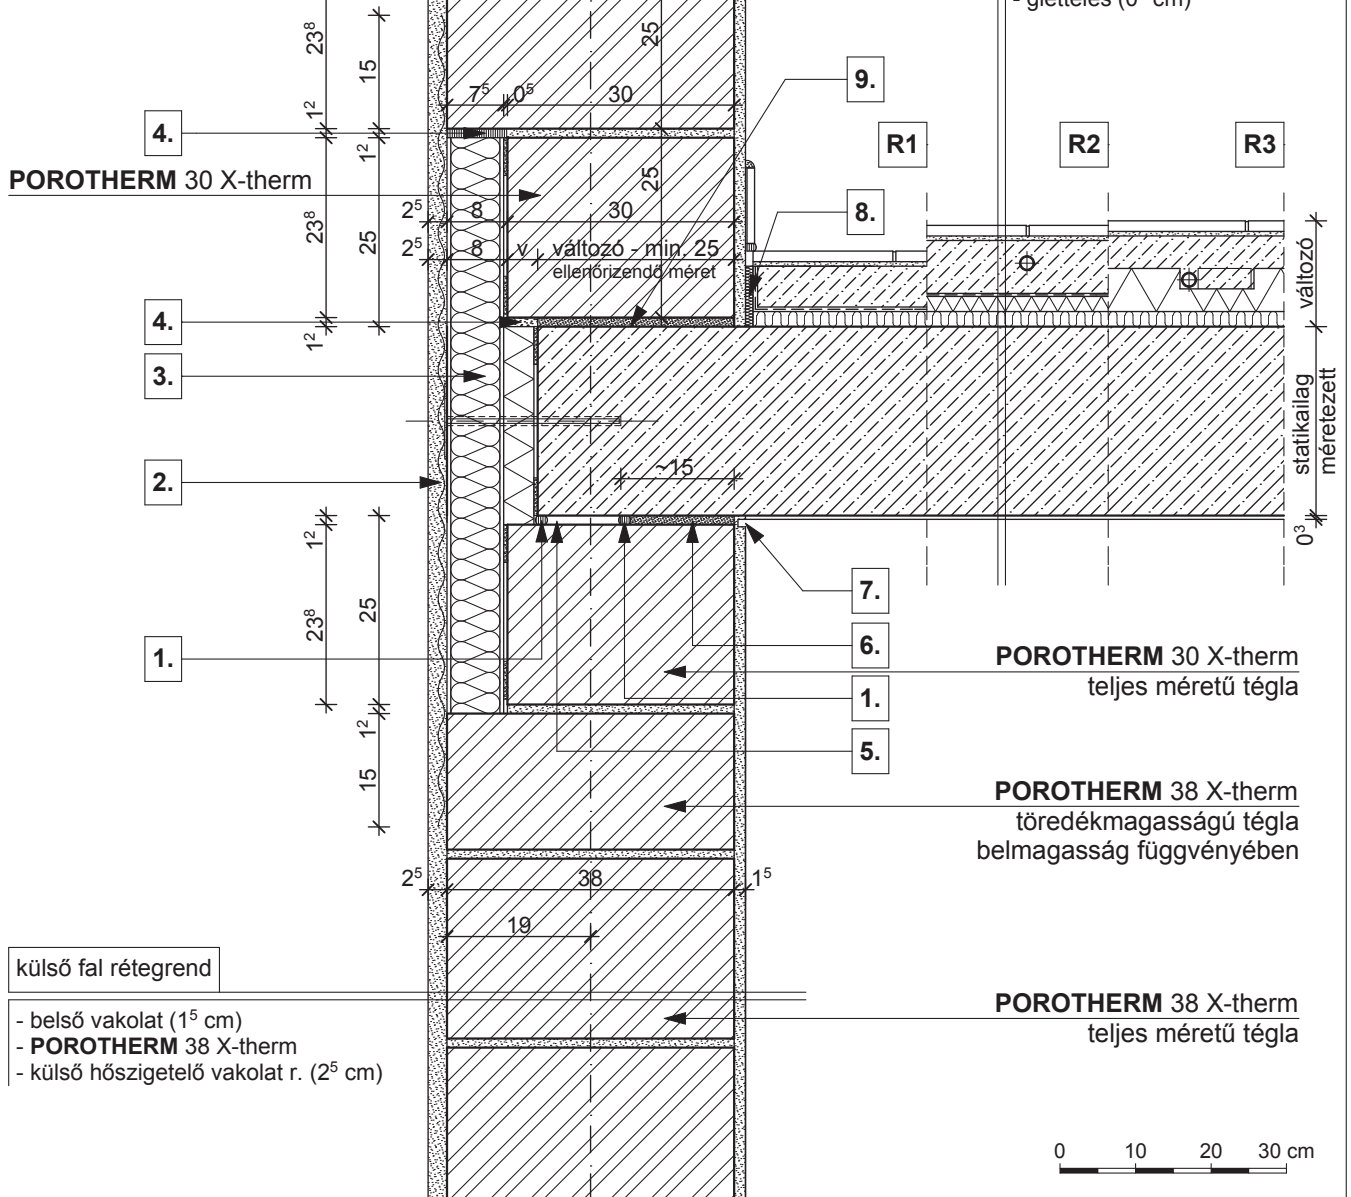 - glettelés (0 cm)
23⁸
15
25
1²
7⁵
0⁵
30
9.
4.
R1
R2
R3
1²
POROTHERM 30 X-therm
25
2⁵
8
30
8.
23⁸
25
2⁵
8
v
változó - min. 25
ellenőrizendő méret
változó
4.
1²
3.
statikailag
méretezett
~15
2.
1²
0³
7.
25
23⁸
6.
1.
POROTHERM 30 X-therm
teljes méretű tégla
1.
1²
5.
15
POROTHERM 38 X-therm
töredékmagasságú tégla
belmagasság függvényében
2⁵
38
1⁵
19
külső fal rétegrend
- belső vakolat (1⁵ cm)
- POROTHERM 38 X-therm
- külső hőszigetelő vakolat r. (2⁵ cm)
POROTHERM 38 X-therm
teljes méretű tégla
0
10
20
30 cm